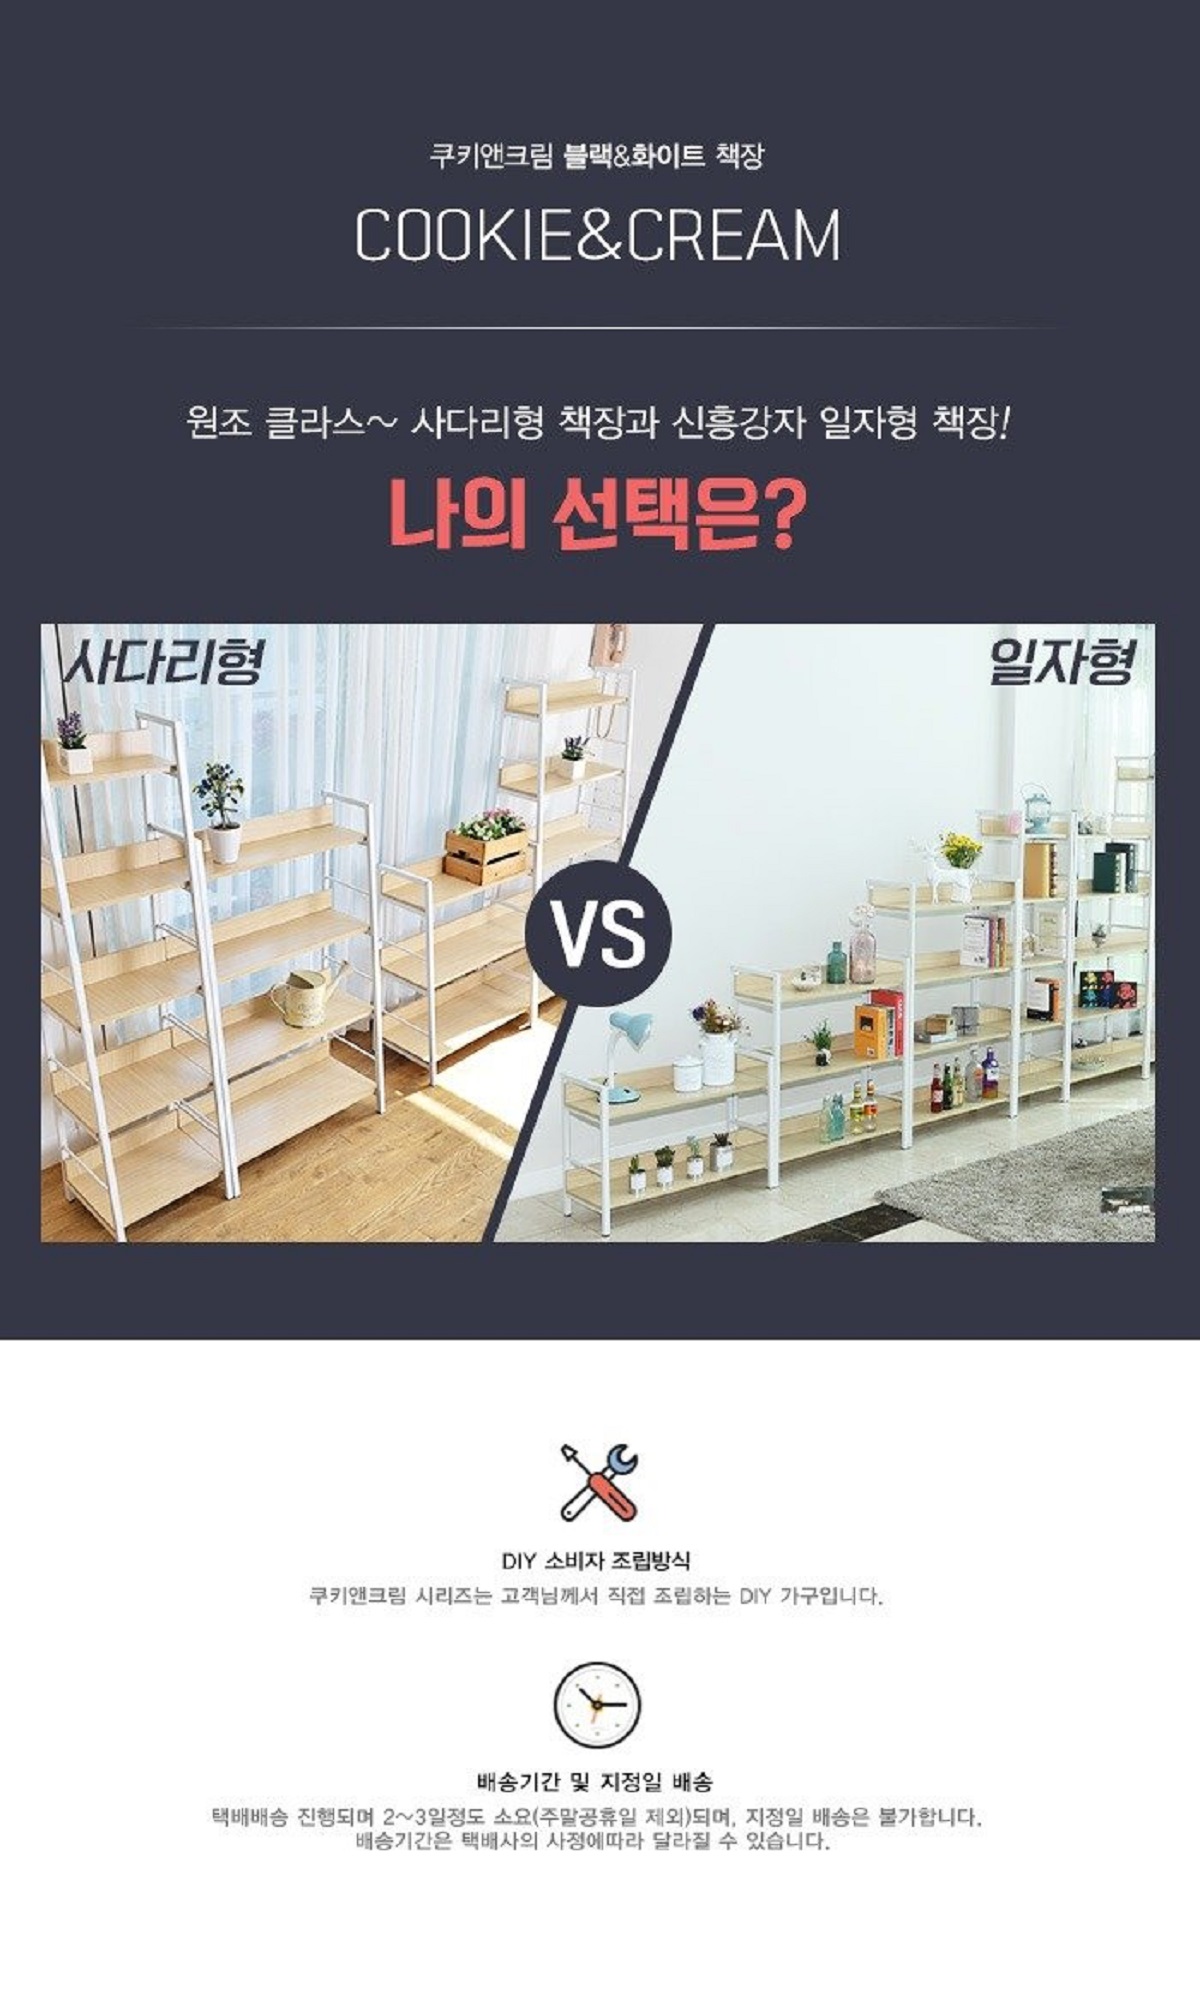 쿠키앤크림 블랙&화이트 책장
COOKIE&CREAM
원조 클라스~ 사다리형 책장과 신흥강자 일자형 책장!
나의 선택은?
사다리형
일자형
VS
DIY 소비자 조립방식
쿠키앤크림 시리즈는 고객님께서 직접 조립하는 DIY 가구입니다.
배송기간 및 지정일 배송
택배배송 진행되며 2~3일정도 소요(주말공휴일 제외)되며, 지정일 배송은 불가합니다.
배송기간은 택배사의 사정에따라 달라질 수 있습니다.